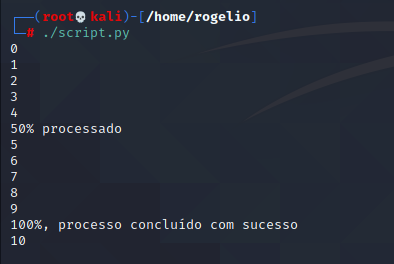 ┌──(root💀kali)-[/home/rogelio]
└─# ./script.py
0
1
2
3
4
50% processado
5
6
7
8
9
100%, processo concluído com sucesso
10